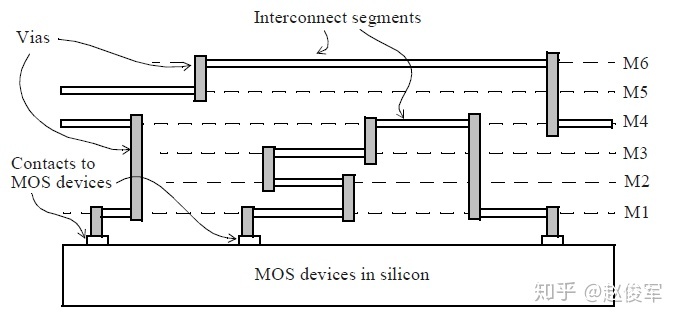 Interconnect segments
Vias
M6
M5
M4
M3
Contacts to
MOS devices
M2
M1
MOS devices in silicon
知乎 @赵俊军